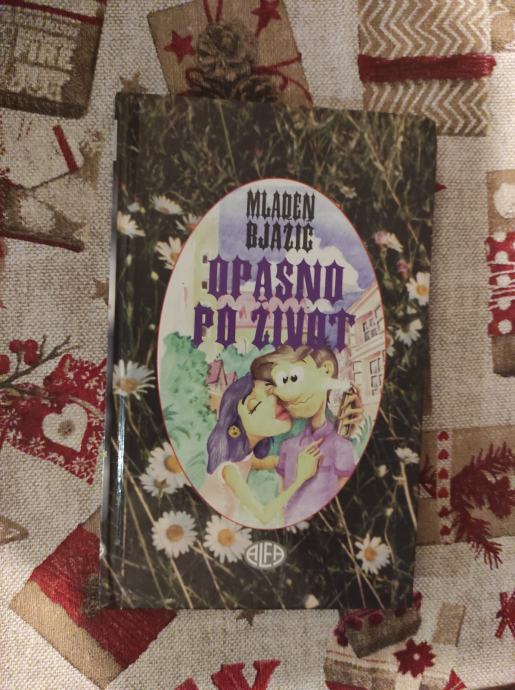 MLADEN
BJAŽIĆ
OPASNO
PO ŽIVOT
ALFA